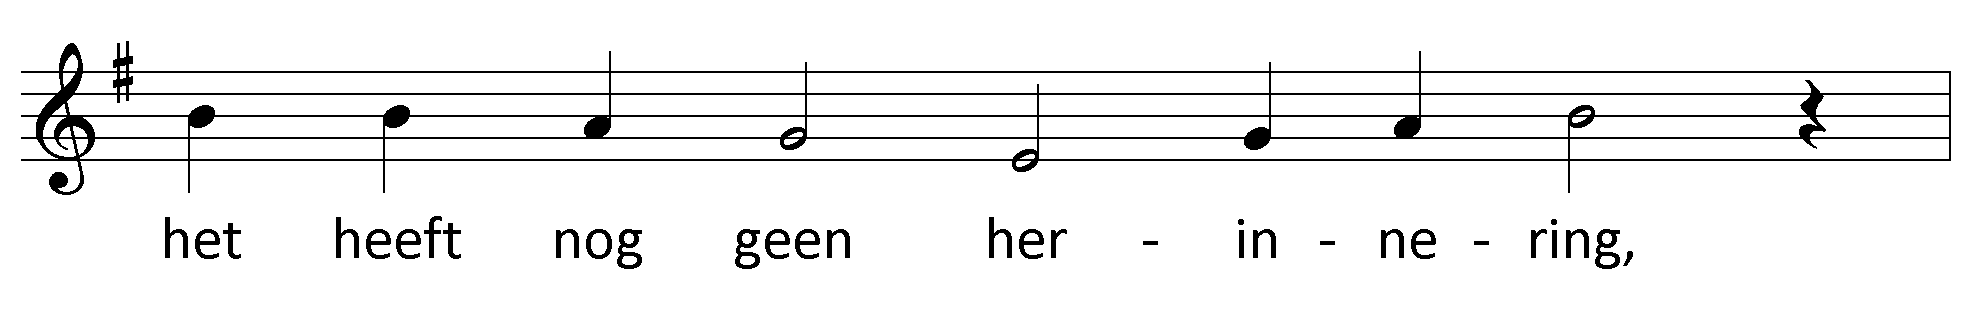 het heeft nog geen her - in - ne - ring,